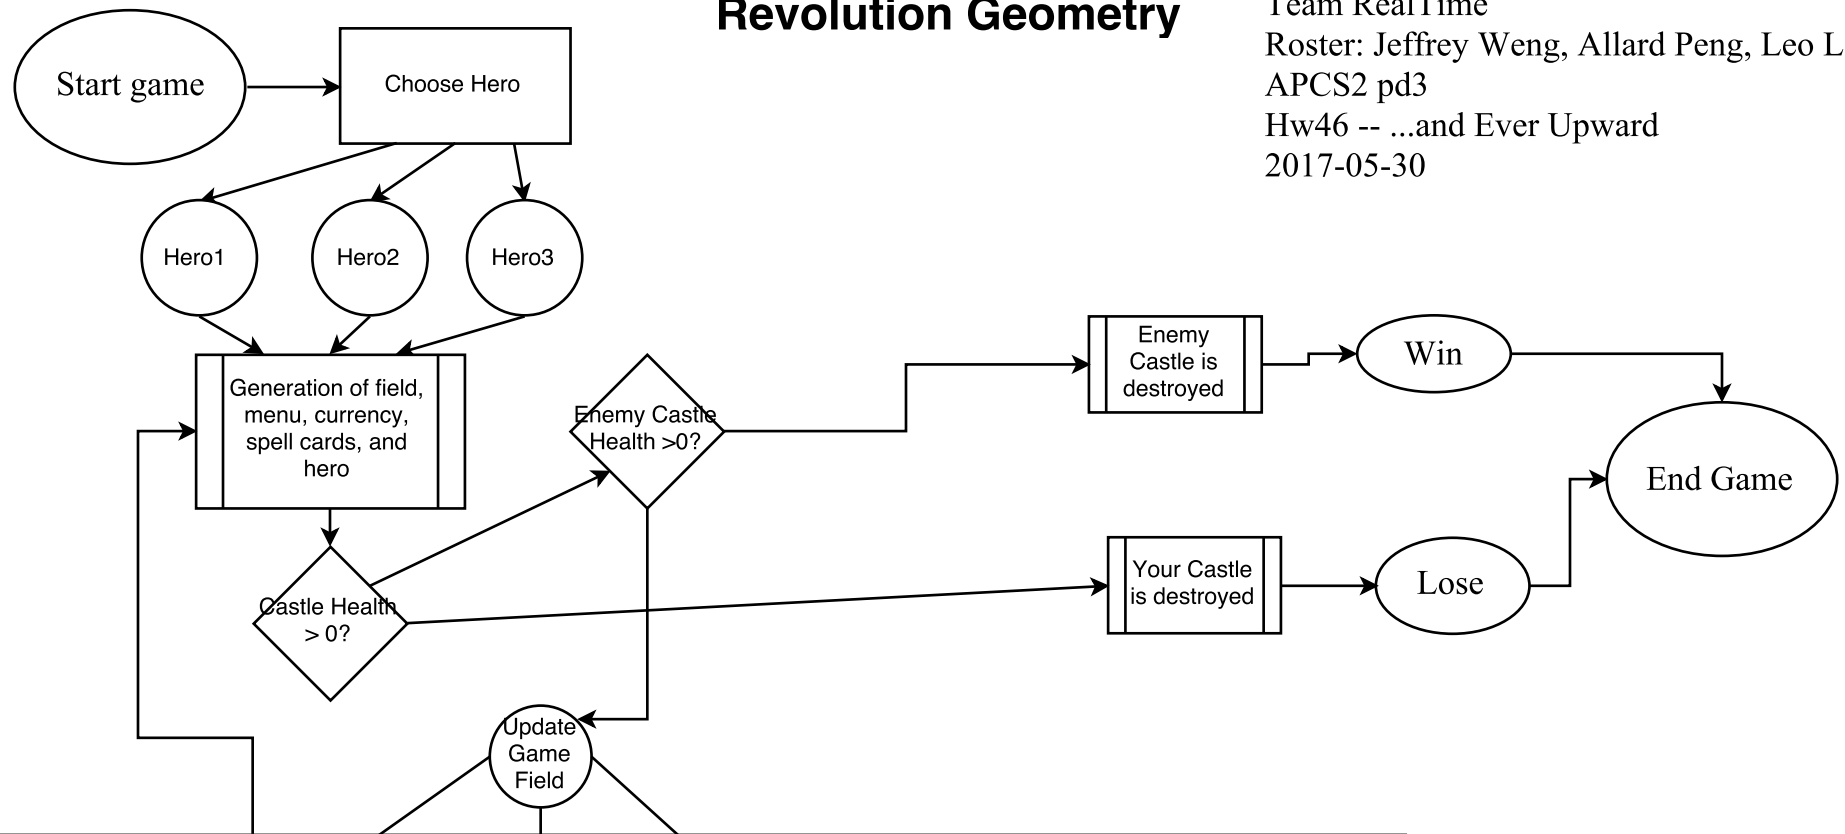 Revolution Geometry
Team RealTime
Roster: Jeffrey Weng, Allard Peng, Leo L
APCS2 pd3
Hw46 -- ...and Ever Upward
2017-05-30
Start game
Choose Hero
Hero1
Hero2
Hero3
Generation of field,
menu, currency,
spell cards, and
hero
Enemy Castle
Health >0?
Enemy
Castle is
destroyed
Win
End Game
Castle Health
> 0?
Your Castle
is destroyed
Lose
Update
Game
Field